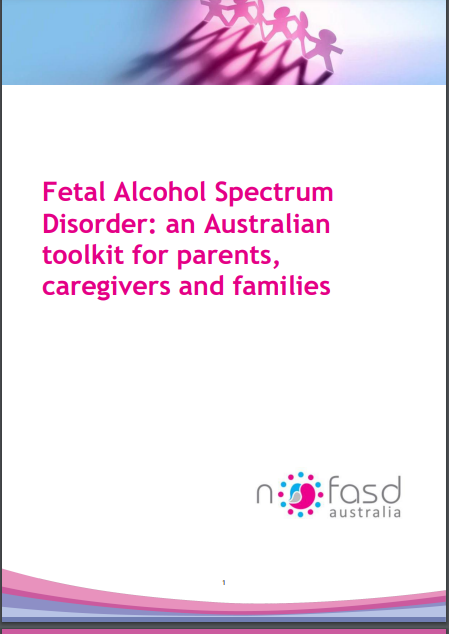 Fetal Alcohol Spectrum
Disorder: an Australian
toolkit for parents,
caregivers and families
nofasd
australia
1